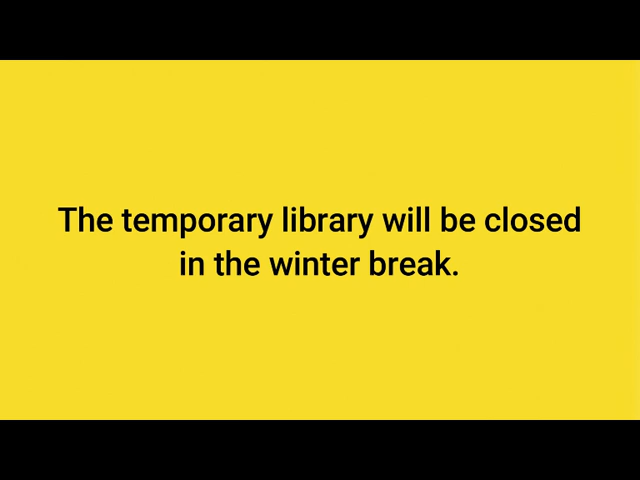 The temporary library will be closed
in the winter break.